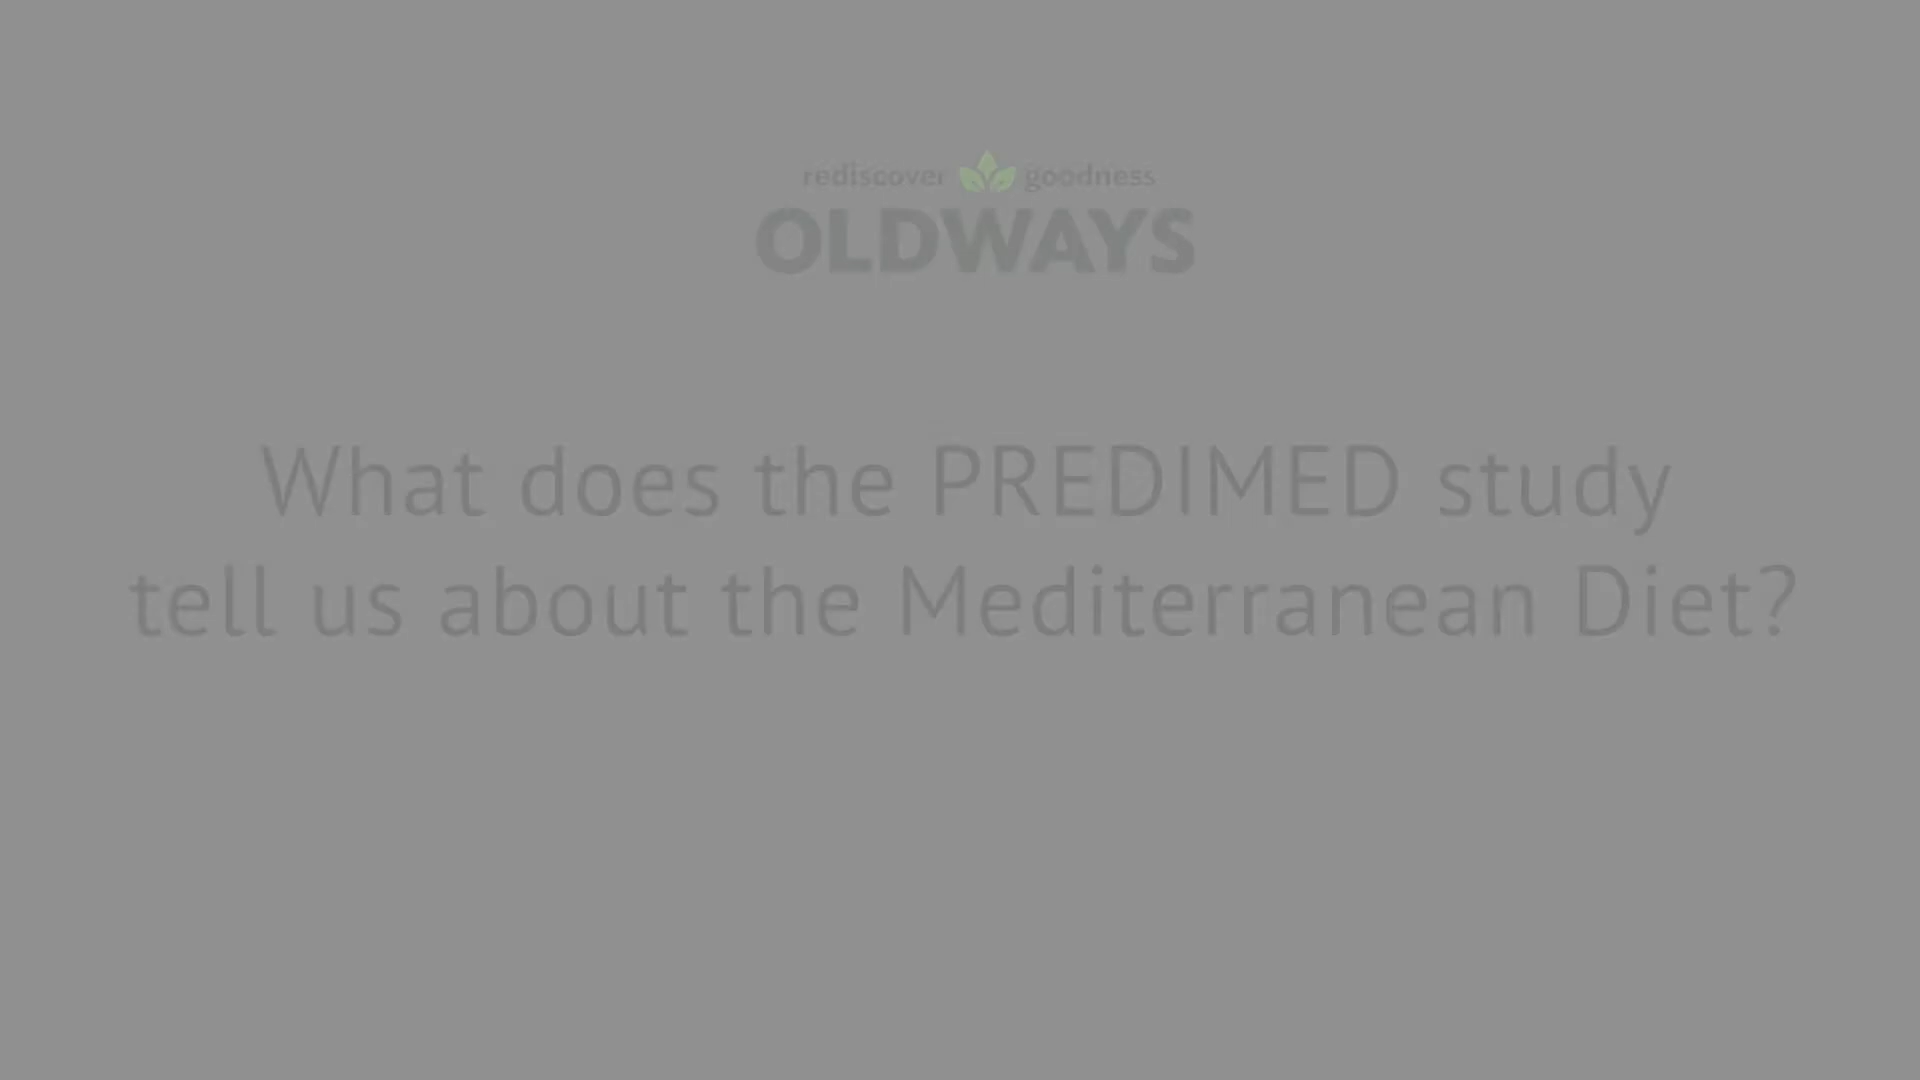 rediscover goodness
OLDWAYS
What does the PREDIMED study
tell us about the Mediterranean Diet?